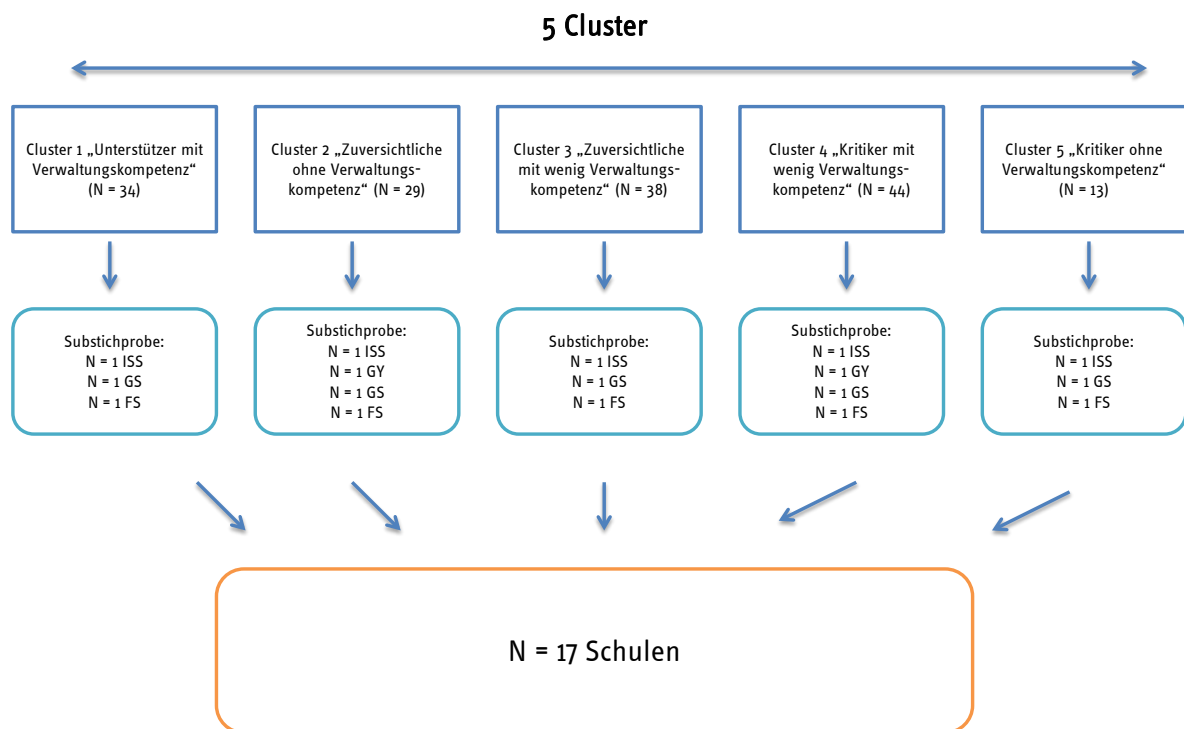 5 Cluster
Cluster 1 „Unterstützer mit
Verwaltungskompetenz“
(N = 34)
Cluster 2 „Zuversichtliche
ohne Verwaltungs-
kompetenz“ (N = 29)
Cluster 3 „Zuversichtliche
mit wenig Verwaltungs-
kompetenz“ (N = 38)
Cluster 4 „Kritiker mit
wenig Verwaltungs-
kompetenz“ (N = 44)
Cluster 5 „Kritiker ohne
Verwaltungskompetenz“
(N = 13)
Substichprobe:
N = 1 ISS
N = 1 GS
N = 1 FS
Substichprobe:
N = 1 ISS
N = 1 GY
N = 1 GS
N = 1 FS
Substichprobe:
N = 1 ISS
N = 1 GS
N = 1 FS
Substichprobe:
N = 1 ISS
N = 1 GY
N = 1 GS
N = 1 FS
Substichprobe:
N = 1 ISS
N = 1 GS
N = 1 FS
N = 17 Schulen